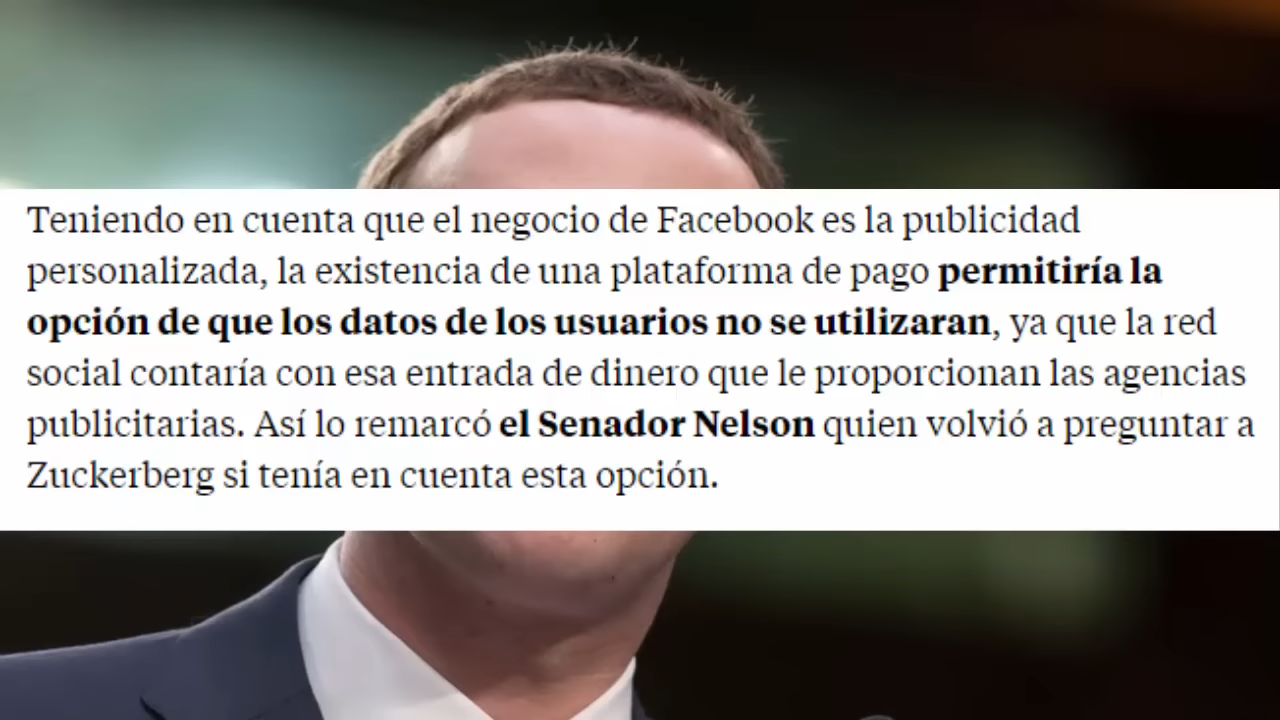 Teniendo en cuenta que el negocio de Facebook es la publicidad
personalizada, la existencia de una plataforma de pago permitiría la
opción de que los datos de los usuarios no se utilizaran, ya que la red
social contaría con esa entrada de dinero que le proporcionan las agencias
publicitarias. Así lo remarcó el Senador Nelson quien volvió a preguntar a
Zuckerberg si tenía en cuenta esta opción.